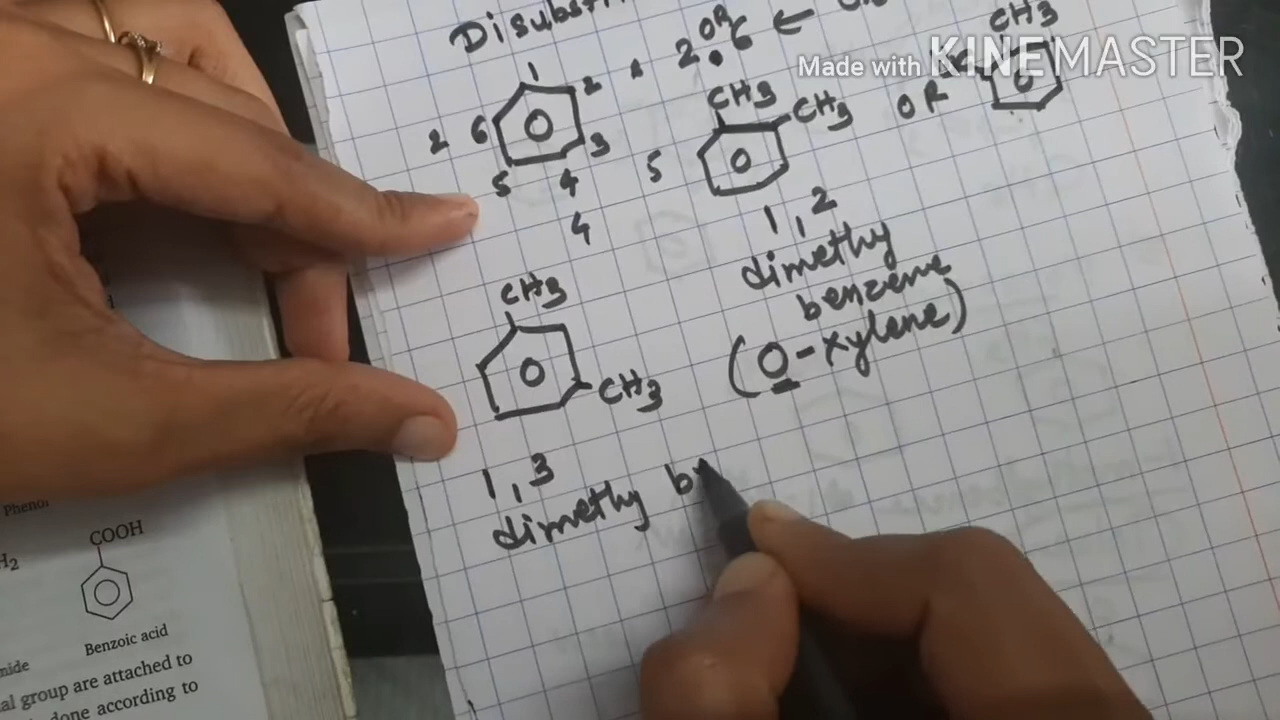 Disubsti
Made with KINEMASTER
CH3
1
2
3
4
5
6
2
5
4
2 or 6 ←
CH3
CH3
OR
1, 2
dimethy
benzene
(O-xylene)
CH3
CH3
1, 3
dimethy
Phenol
COOH
Benzoic acid
al group are attached to
done according to